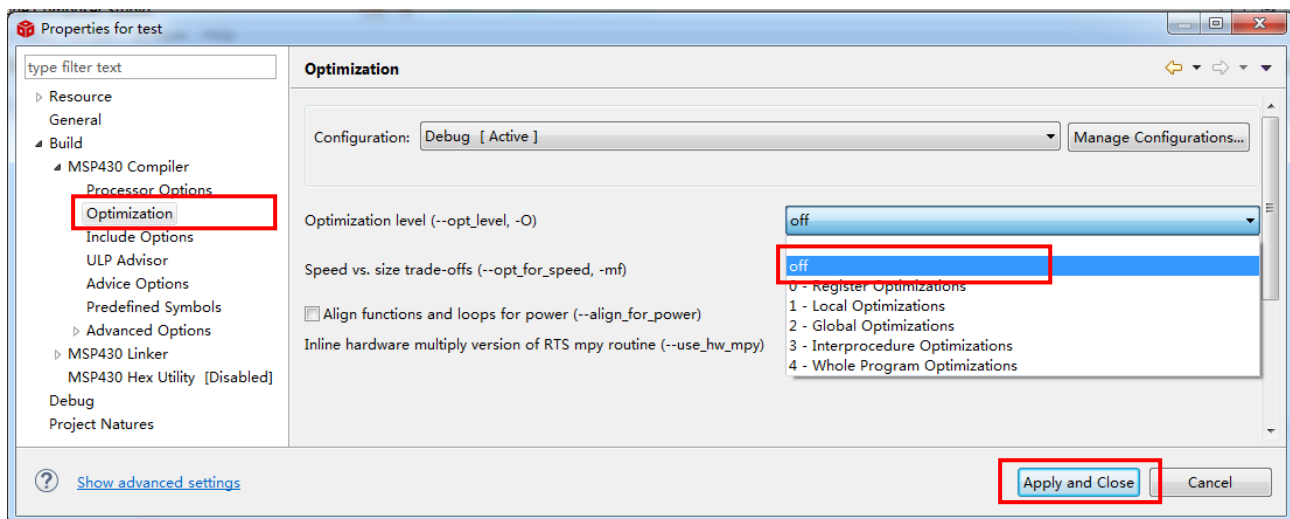 Properties for test
type filter text
Optimization
Resource
General
Build
MSP430 Compiler
Processor Options
Optimization
Include Options
ULP Advisor
Advice Options
Predefined Symbols
Advanced Options
MSP430 Linker
MSP430 Hex Utility [Disabled]
Debug
Project Natures
Configuration: Debug [ Active ]
Manage Configurations...
Optimization level (--opt_level, -O)
off
Speed vs. size trade-offs (--opt_for_speed, -mf)
Align functions and loops for power (--align_for_power)
Inline hardware multiply version of RTS mpy routine (--use_hw_mpy)
off
0 - Register Optimizations
1 - Local Optimizations
2 - Global Optimizations
3 - Interprocedure Optimizations
4 - Whole Program Optimizations
Show advanced settings
Apply and Close
Cancel